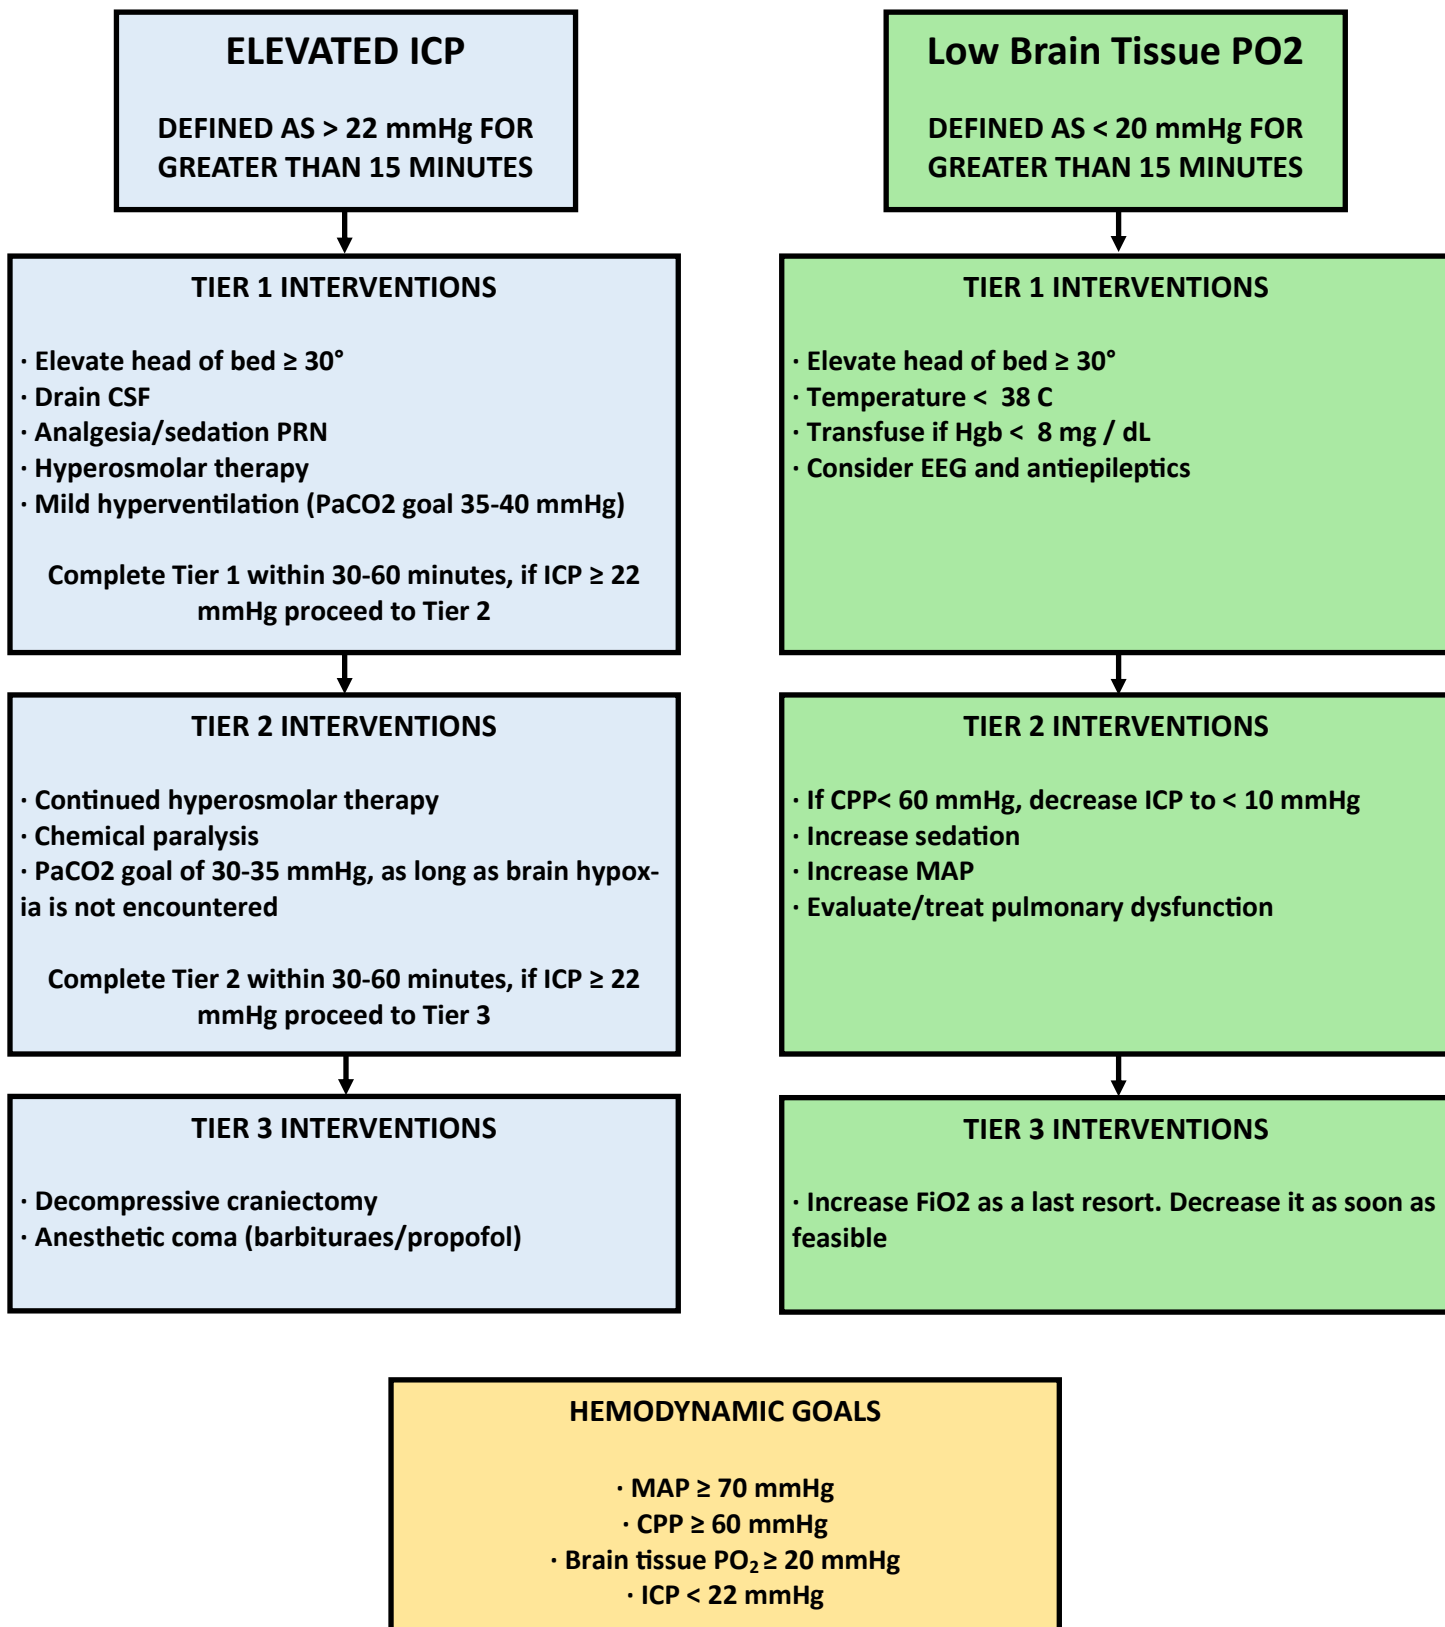 ELEVATED ICP
DEFINED AS > 22 mmHg FOR
GREATER THAN 15 MINUTES
TIER 1 INTERVENTIONS
· Elevate head of bed ≥ 30°
· Drain CSF
· Analgesia/sedation PRN
· Hyperosmolar therapy
· Mild hyperventilation (PaCO2 goal 35-40 mmHg)
Complete Tier 1 within 30-60 minutes, if ICP ≥ 22
mmHg proceed to Tier 2
TIER 2 INTERVENTIONS
· Continued hyperosmolar therapy
· Chemical paralysis
· PaCO2 goal of 30-35 mmHg, as long as brain hypox-
ia is not encountered
Complete Tier 2 within 30-60 minutes, if ICP ≥ 22
mmHg proceed to Tier 3
TIER 3 INTERVENTIONS
· Decompressive craniectomy
· Anesthetic coma (barbituraes/propofol)
Low Brain Tissue PO2
DEFINED AS < 20 mmHg FOR
GREATER THAN 15 MINUTES
TIER 1 INTERVENTIONS
· Elevate head of bed ≥ 30°
· Temperature <  38 C
· Transfuse if Hgb <  8 mg / dL
· Consider EEG and antiepileptics
TIER 2 INTERVENTIONS
· If CPP< 60 mmHg, decrease ICP to < 10 mmHg
· Increase sedation
· Increase MAP
· Evaluate/treat pulmonary dysfunction
TIER 3 INTERVENTIONS
· Increase FiO2 as a last resort. Decrease it as soon as
feasible
HEMODYNAMIC GOALS
· MAP ≥ 70 mmHg
· CPP ≥ 60 mmHg
· Brain tissue PO₂ ≥ 20 mmHg
· ICP < 22 mmHg